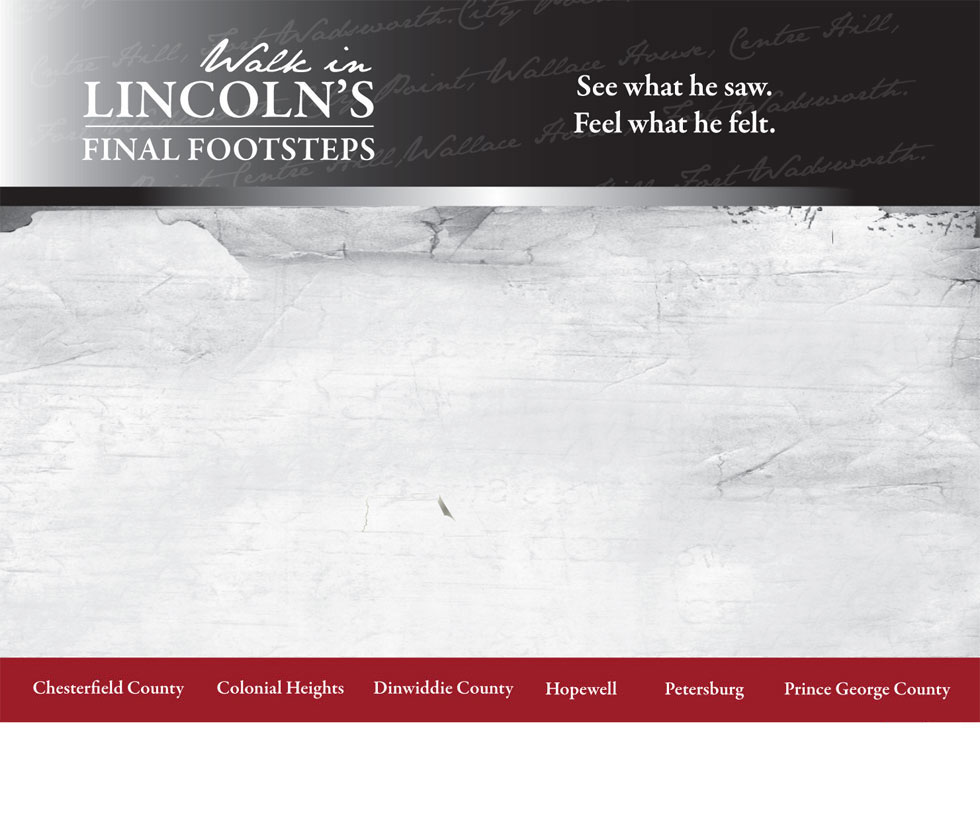 Centre Hill, Fort Wadsworth. City Point,
Point, Wallace House, Centre Hill,
Wallace House, Fort Wadsworth.
Point, Centre Hill, Fort Wadsworth.
Walk in
LINCOLN'S
FINAL FOOTSTEPS
See what he saw.
Feel what he felt.
Chesterfield County
Colonial Heights
Dinwiddie County
Hopewell
Petersburg
Prince George County